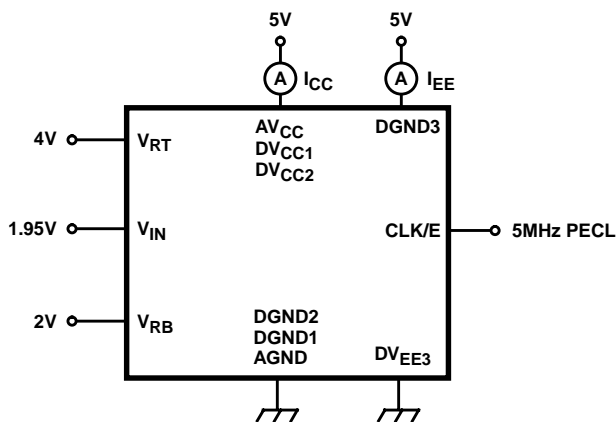 5V
5V
A
ICC
A
IEE
AVCC
DVCC1
DVCC2
DGND3
4V
VRT
1.95V
VIN
CLK/E
5MHz PECL
2V
VRB
DGND2
DGND1
AGND
DVEE3